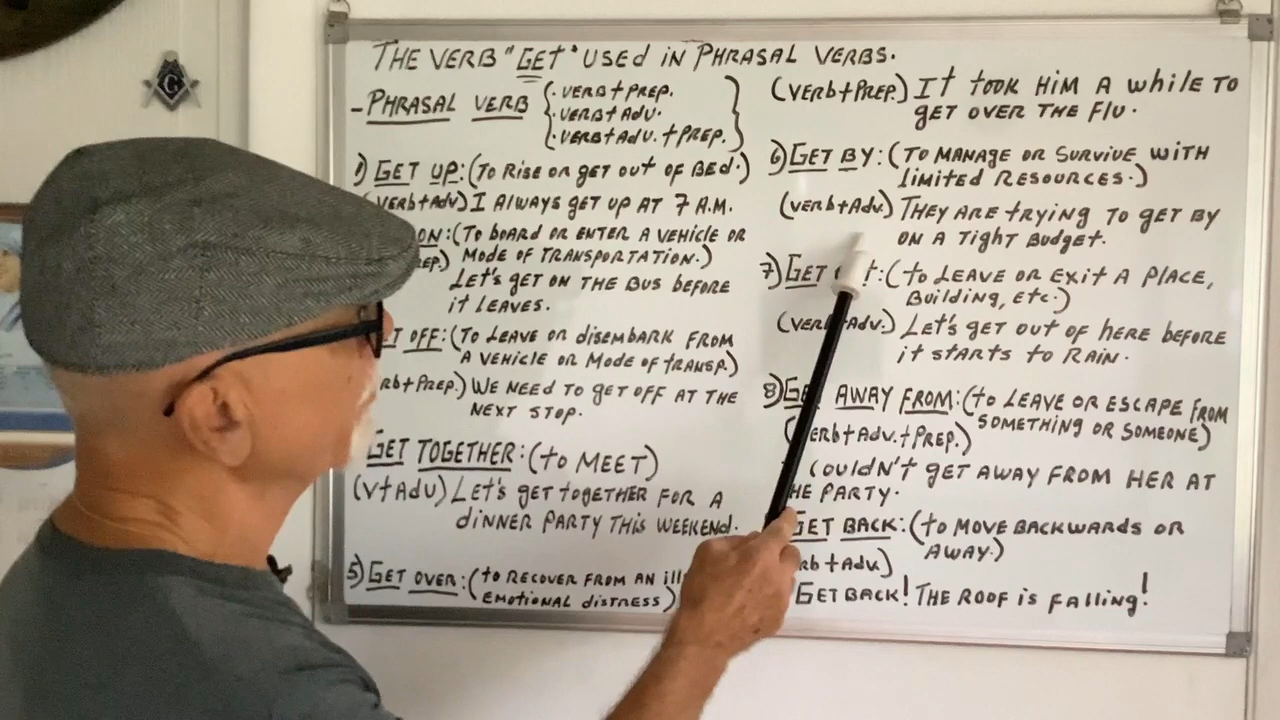 THE VERB "GET" USED IN PHRASAL VERBS.
- PHRASAL VERB
· VERB + PREP.
· VERB + ADV.
· VERB + ADV. + PREP.
1) GET UP: (TO RISE OR GET OUT OF BED.)
(VERB + ADV) I ALWAYS GET UP AT 7 A.M.
ON: (TO BOARD OR ENTER A VEHICLE OR
MODE OF TRANSPORTATION.)
LET'S GET ON THE BUS BEFORE
IT LEAVES.
OFF: (TO LEAVE OR DISEMBARK FROM
A VEHICLE OR MODE OF TRANSP.)
PREP.) WE NEED TO GET OFF AT THE
NEXT STOP.
GET TOGETHER: (TO MEET)
(V + ADV) LET'S GET TOGETHER FOR A
DINNER PARTY THIS WEEKEND.
5) GET OVER: (TO RECOVER FROM AN
EMOTIONAL DISTRESS)
(VERB + PREP.) IT TOOK HIM A WHILE TO
GET OVER THE FLU.
6) GET BY: (TO MANAGE OR SURVIVE WITH
LIMITED RESOURCES.)
(VERB + ADV.) THEY ARE TRYING TO GET BY
ON A TIGHT BUDGET.
7) GET : (TO LEAVE OR EXIT A PLACE,
BUILDING, ETC.)
(VERB + ADV.) LET'S GET OUT OF HERE BEFORE
IT STARTS TO RAIN.
8) GET AWAY FROM: (TO LEAVE OR ESCAPE FROM
SOMETHING OR SOMEONE)
(VERB + ADV. + PREP.)
COULDN'T GET AWAY FROM HER AT
THE PARTY.
GET BACK: (TO MOVE BACKWARDS OR
AWAY.)
ADV.)
GET BACK! THE ROOF IS FALLING!
G